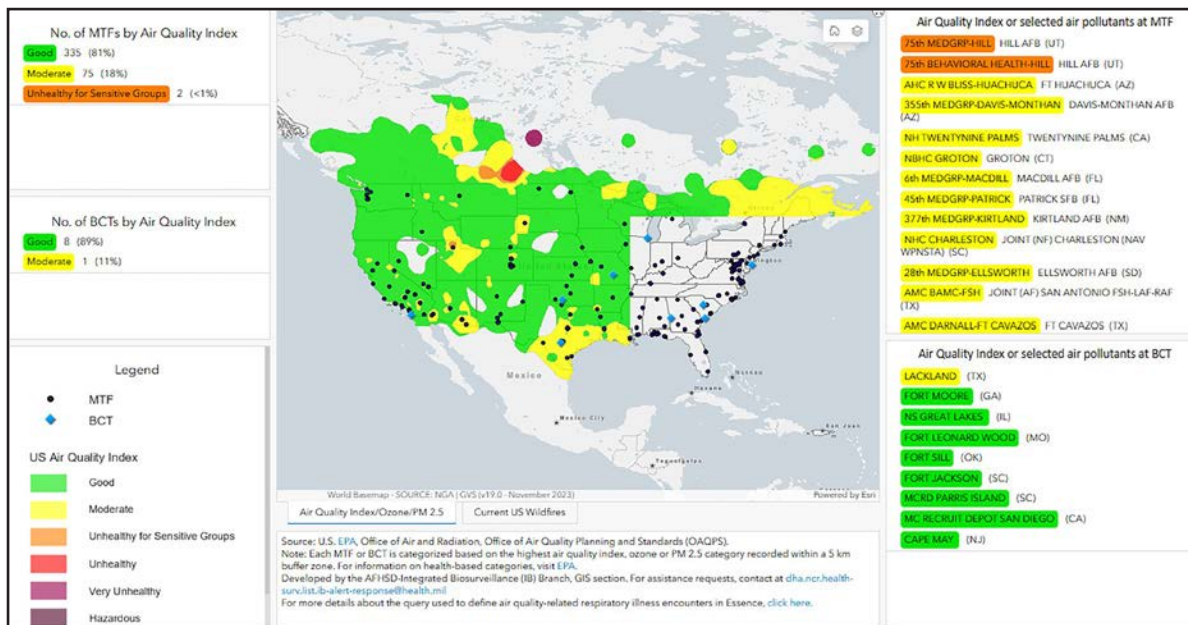 No. of MTFs by Air Quality Index
Good 335 (81%)
Moderate 75 (18%)
Unhealthy for Sensitive Groups 2 (<1%)
No. of BCTs by Air Quality Index
Good 8 (89%)
Moderate 1 (11%)
Legend
MTF
BCT
US Air Quality Index
Good
Moderate
Unhealthy for Sensitive Groups
Unhealthy
Very Unhealthy
Hazardous
Canada
United States
Mexico
Mexico City
Havana
Nassau
San Juan
Tegucigalpa
World Basemap - SOURCE: NGA | GVS (v19.0 - November 2023)
Powered by Esri
Air Quality Index/Ozone/PM 2.5
Current US Wildfires
Source: U.S. EPA, Office of Air and Radiation, Office of Air Quality Planning and Standards (OAQPS).
Note: Each MTF or BCT is categorized based on the highest air quality index, ozone or PM 2.5 category recorded within a 5 km
buffer zone. For information on health-based categories, visit EPA.
Developed by the AFHSD-Integrated Biosurveillance (IB) Branch, GIS section. For assistance requests, contact at dha.ncr.health-
surv.list.ib-alert-response@health.mil
For more details about the query used to define air quality-related respiratory illness encounters in Essence, click here.
Air Quality Index or selected air pollutants at MTF
75th MEDGRP-HILL HILL AFB (UT)
75th BEHAVIORAL HEALTH-HILL HILL AFB (UT)
AHC R W BLISS-HUACHUCA FT HUACHUCA (AZ)
355th MEDGRP-DAVIS-MONTHAN DAVIS-MONTHAN AFB
(AZ)
NH TWENTYNINE PALMS TWENTYNINE PALMS (CA)
NBHC GROTON GROTON (CT)
6th MEDGRP-MACDILL MACDILL AFB (FL)
45th MEDGRP-PATRICK PATRICK SFB (FL)
377th MEDGRP-KIRTLAND KIRTLAND AFB (NM)
NHC CHARLESTON JOINT (NF) CHARLESTON (NAV
WPNSTA) (SC)
28th MEDGRP-ELLSWORTH ELLSWORTH AFB (SD)
AMC BAMC-FSH JOINT (AF) SAN ANTONIO FSH-LAF-RAF
(TX)
AMC DARNALL-FT CAVAZOS FT CAVAZOS (TX)
Air Quality Index or selected air pollutants at BCT
LACKLAND (TX)
FORT MOORE (GA)
NS GREAT LAKES (IL)
FORT LEONARD WOOD (MO)
FORT SILL (OK)
FORT JACKSON (SC)
MCRD PARRIS ISLAND (SC)
MC RECRUIT DEPOT SAN DIEGO (CA)
CAPE MAY (NJ)